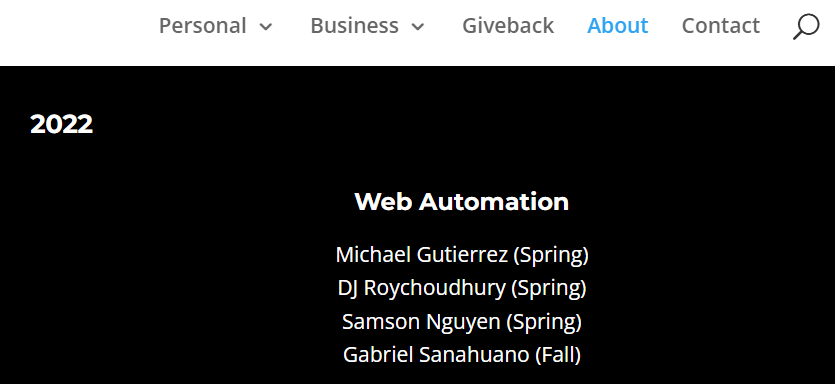 Personal Business Giveback About Contact
2022
Web Automation
Michael Gutierrez (Spring)
DJ Roychoudhury (Spring)
Samson Nguyen (Spring)
Gabriel Sanahuano (Fall)